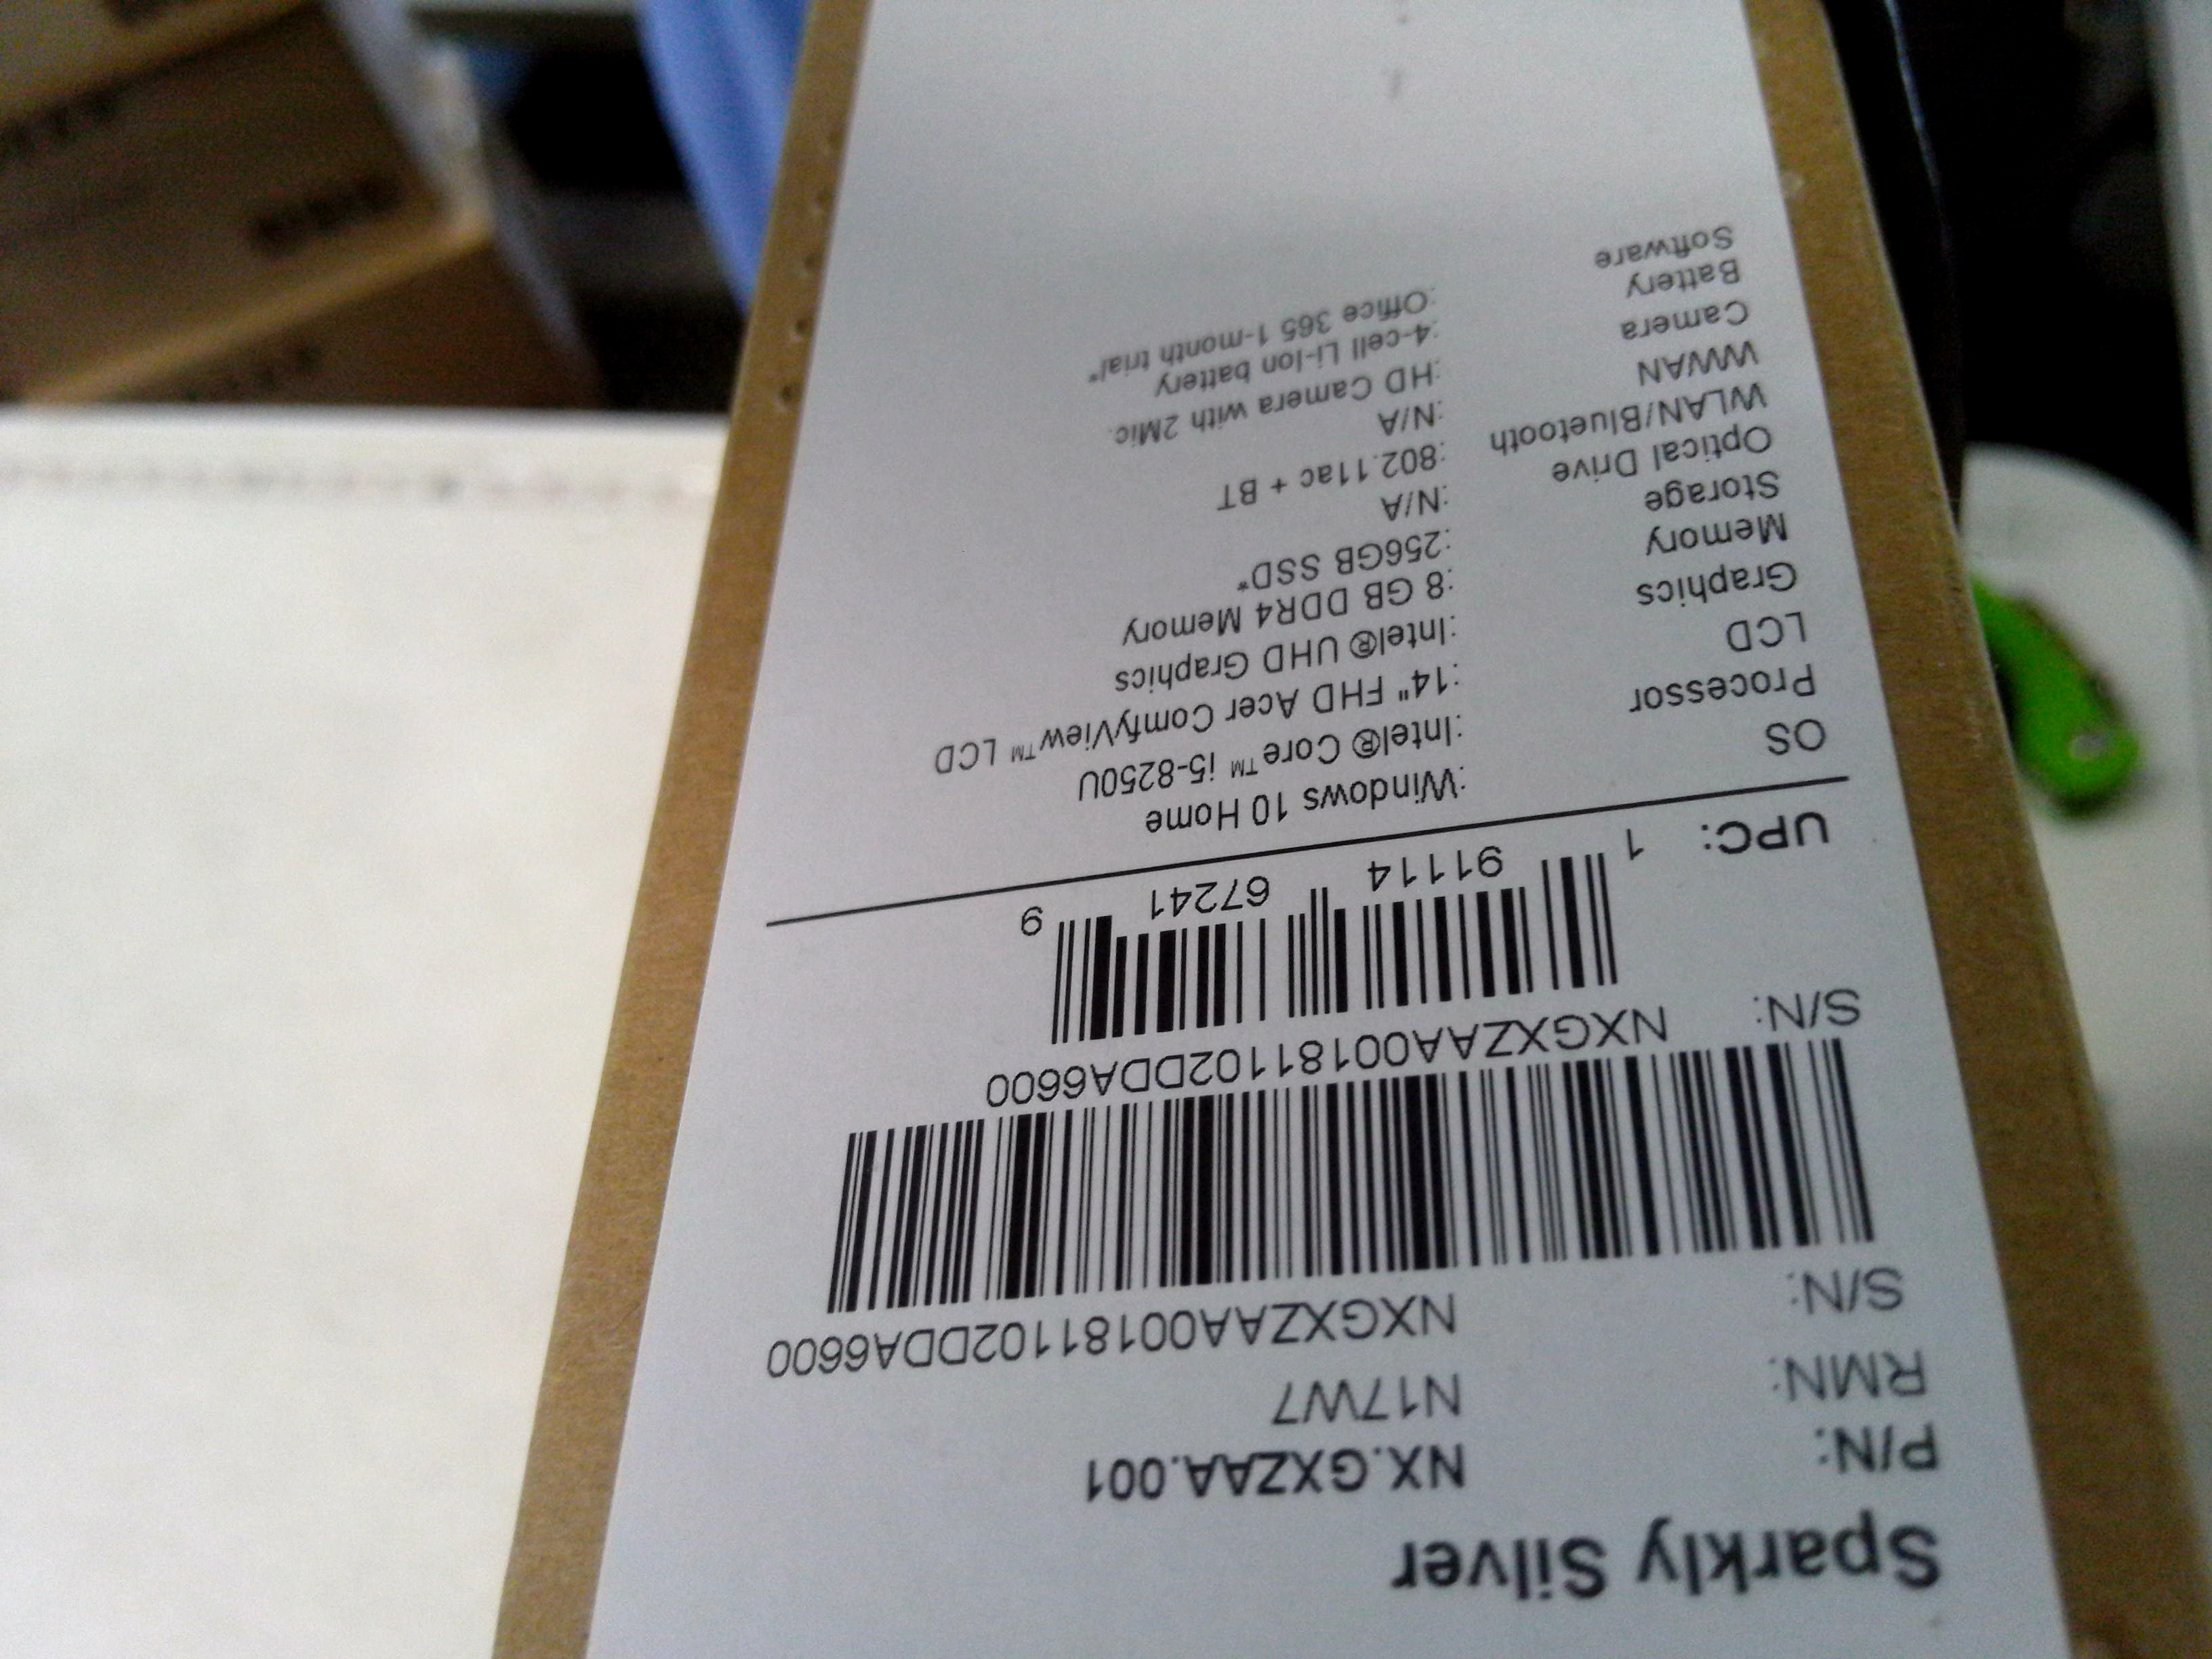 Sparkly Silver
P/N: NX.GXZAA.001
RMN: N17W7
S/N: NXGXZAA00181102DDA6600
S/N: NXGXZAA00181102DDA6600
UPC: 1 91114 67241 9
OS :Windows 10 Home
Processor :Intel® Core™ i5-8250U
LCD :14" FHD Acer ComfyView™ LCD
Graphics :Intel® UHD Graphics
Memory :8 GB DDR4 Memory
Storage :256GB SSD*
Optical Drive :N/A
WLAN/Bluetooth :802.11ac + BT
WWAN :N/A
Camera :HD Camera with 2Mic.
Battery :4-cell Li-Ion battery
Software :Office 365 1-month trial*